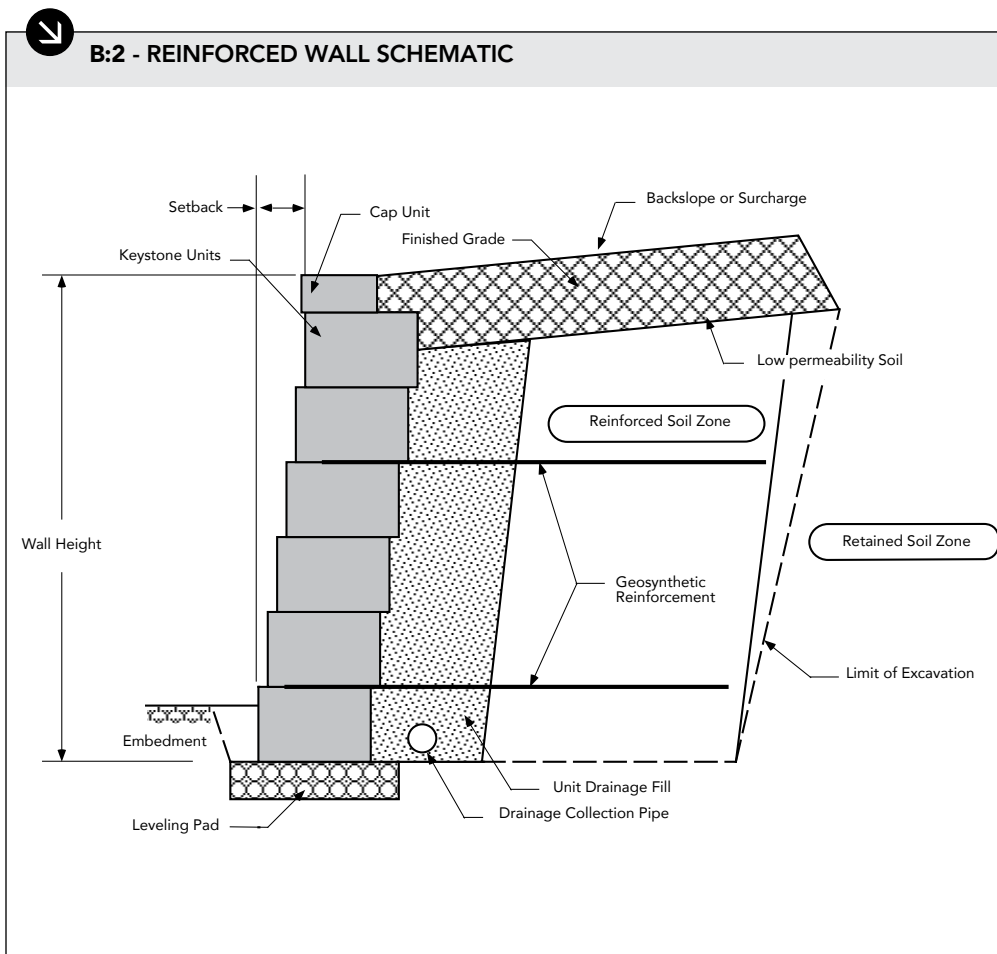 B:2 - REINFORCED WALL SCHEMATIC
Backslope or Surcharge
Setback
Cap Unit
Finished Grade
Keystone Units
Low permeability Soil
Reinforced Soil Zone
Wall Height
Retained Soil Zone
Geosynthetic
Reinforcement
Limit of Excavation
Embedment
Unit Drainage Fill
Drainage Collection Pipe
Leveling Pad